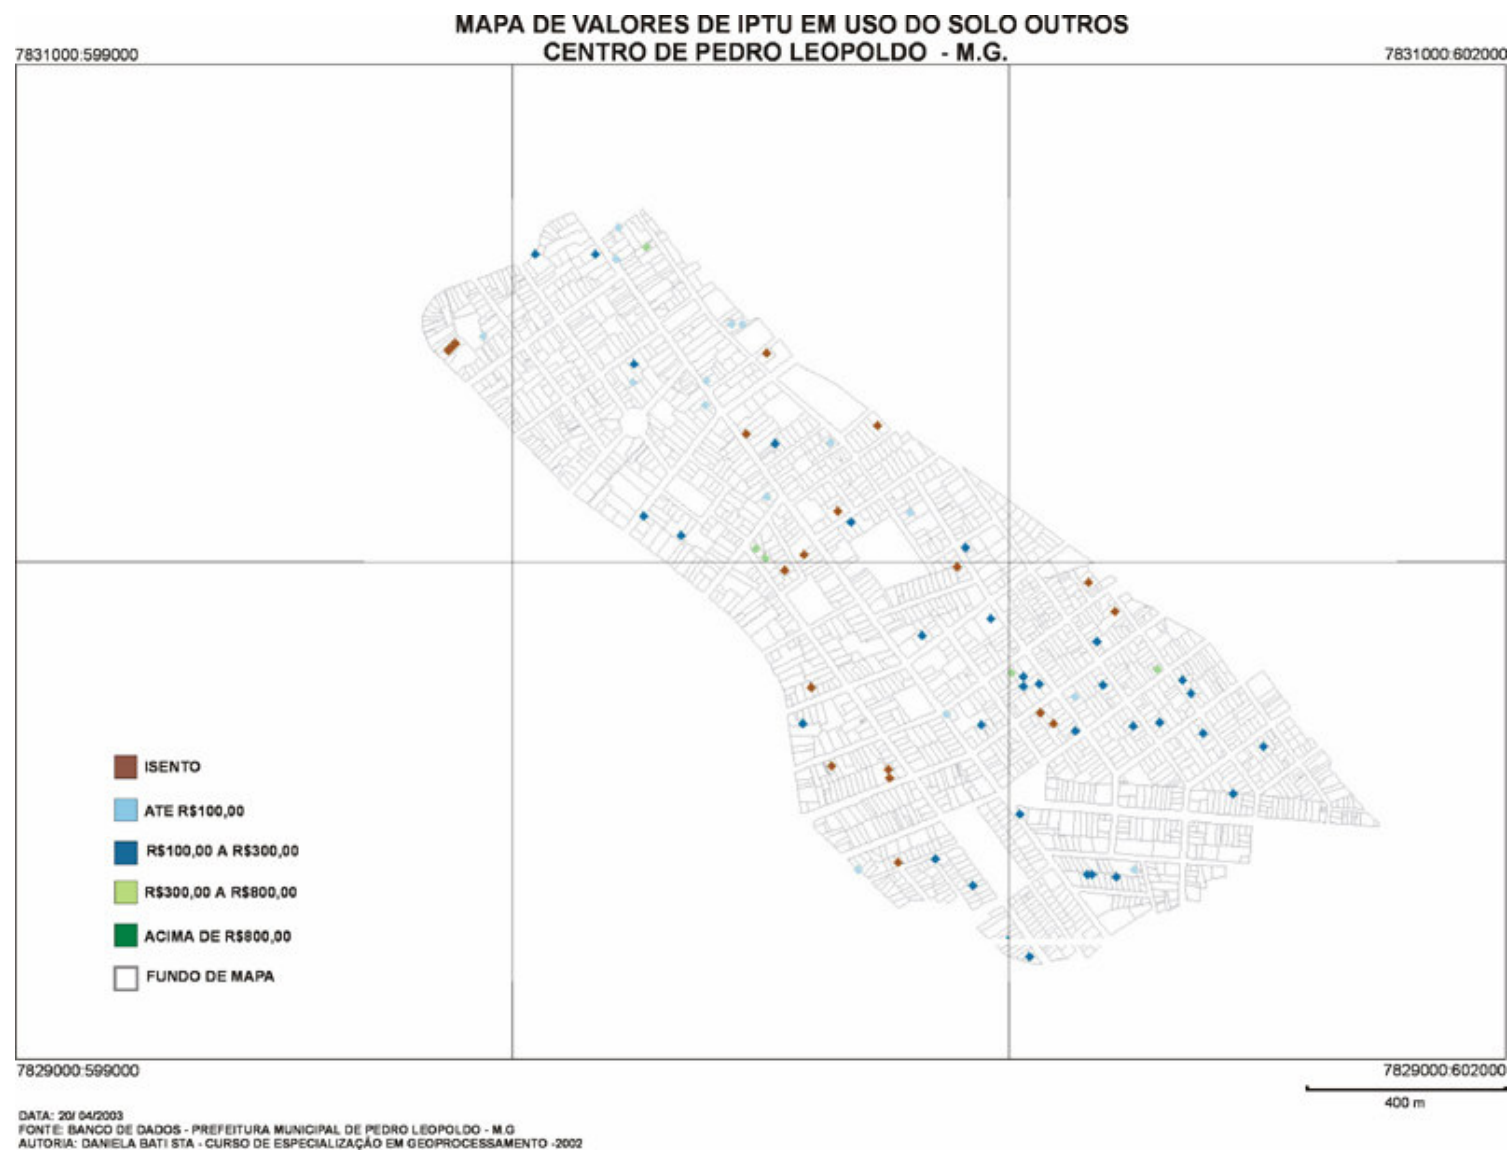 MAPA DE VALORES DE IPTU EM USO DO SOLO OUTROS
CENTRO DE PEDRO LEOPOLDO - M.G.
7831000:599000
7831000:602000
ISENTO
ATE R$100,00
R$100,00 A R$300,00
R$300,00 A R$800,00
ACIMA DE R$800,00
FUNDO DE MAPA
7829000:599000
7829000:602000
400 m
DATA: 20/ 04/2003
FONTE: BANCO DE DADOS - PREFEITURA MUNICIPAL DE PEDRO LEOPOLDO - M.G
AUTORIA: DANIELA BATI STA - CURSO DE ESPECIALIZAÇÃO EM GEOPROCESSAMENTO -2002